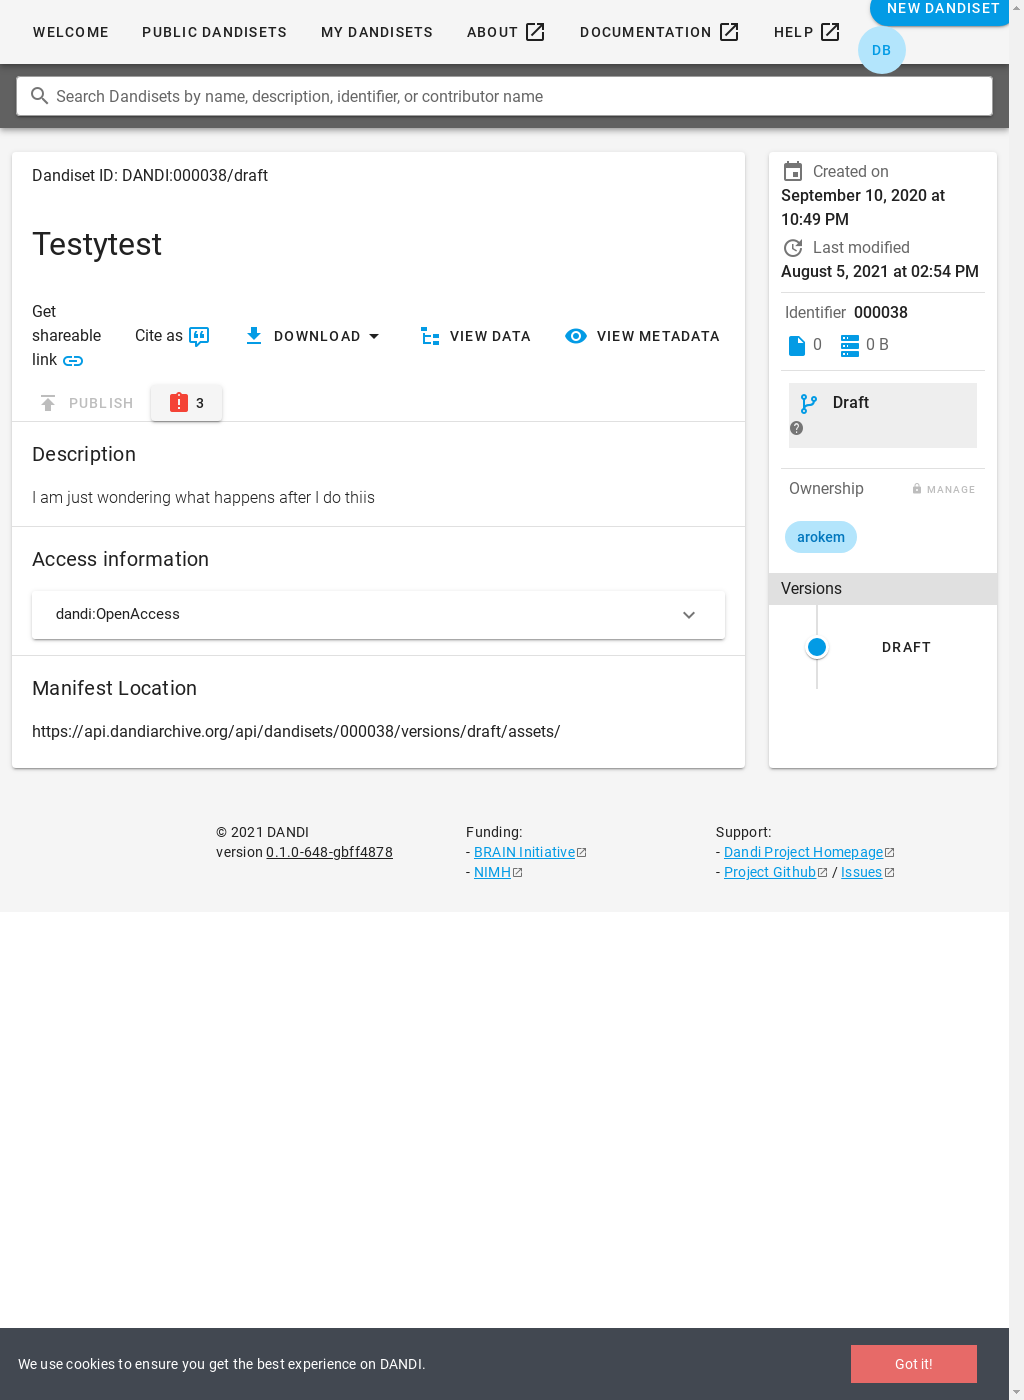 WELCOME PUBLIC DANDISETS MY DANDISETS ABOUT DOCUMENTATION HELP NEW DANDISET
DB
Search Dandisets by name, description, identifier, or contributor name
Dandiset ID: DANDI:000038/draft
Testytest
Get shareable link
Cite as
DOWNLOAD
VIEW DATA
VIEW METADATA
PUBLISH
3
Description
I am just wondering what happens after I do thiis
Access information
dandi:OpenAccess
Manifest Location
https://api.dandiarchive.org/api/dandisets/000038/versions/draft/assets/
Created on
September 10, 2020 at
10:49 PM
Last modified
August 5, 2021 at 02:54 PM
Identifier 000038
0 0 B
Draft
Ownership MANAGE
arokem
Versions
DRAFT
© 2021 DANDI
version 0.1.0-648-gbff4878
Funding:
- BRAIN Initiative
- NIMH
Support:
- Dandi Project Homepage
- Project Github / Issues
We use cookies to ensure you get the best experience on DANDI.
Got it!